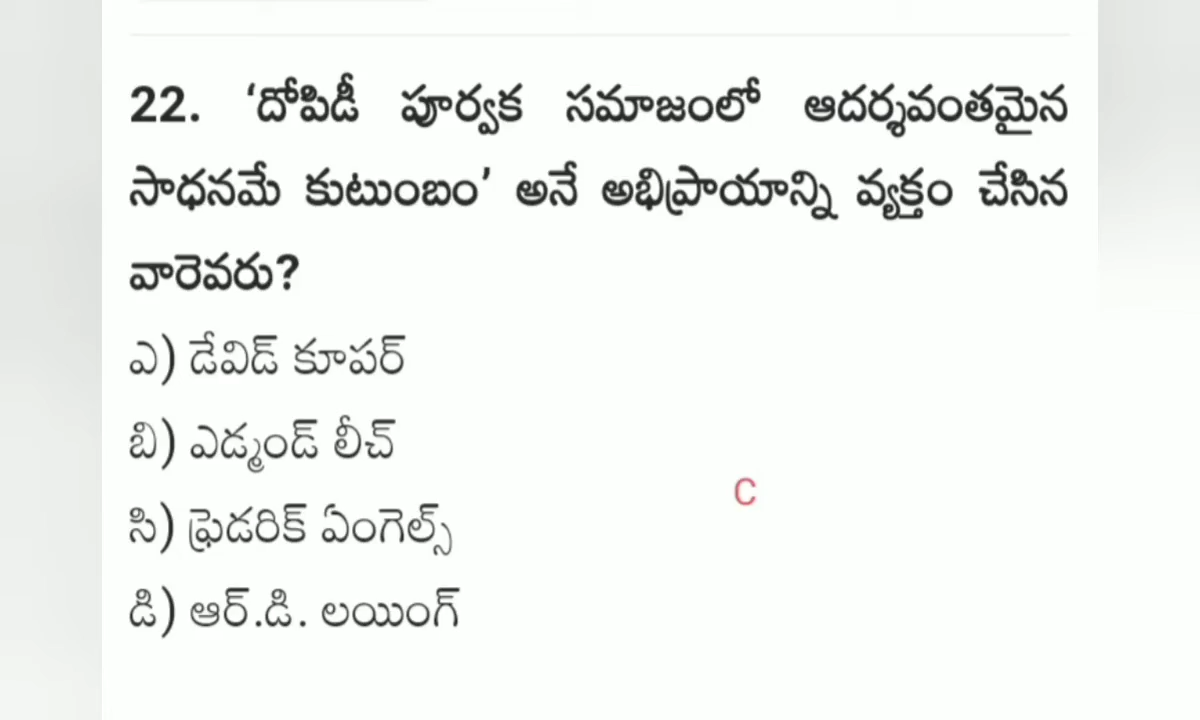 22. ‘దోపిడీ పూర్వక సమాజంలో ఆదర్శవంతమైన
సాధనమే కుటుంబం’ అనే అభిప్రాయాన్ని వ్యక్తం చేసిన
వారెవరు?
ఎ) డేవిడ్ కూపర్
బి) ఎడ్మండ్ లీచ్
C
సి) ఫ్రెడరిక్ ఏంగెల్స్
డి) ఆర్.డి. లయింగ్